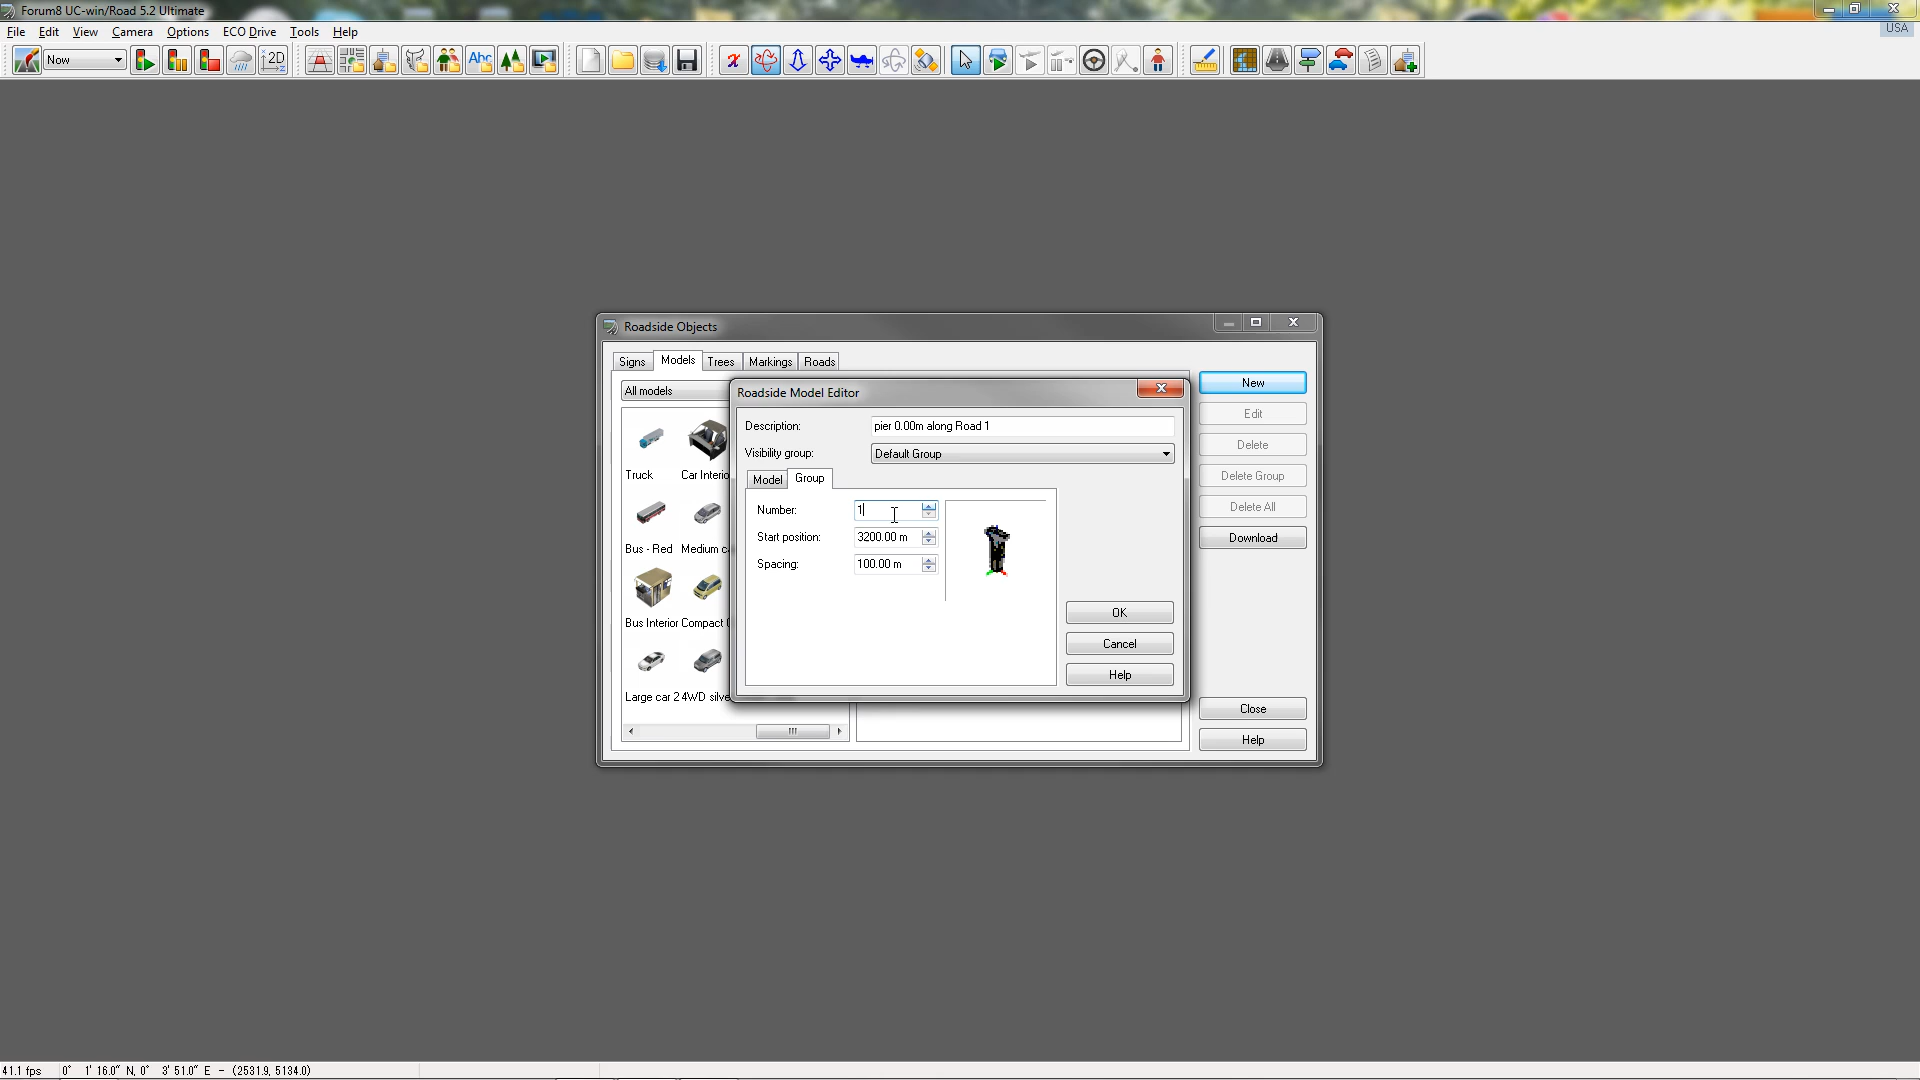 Forum8 UC-win/Road 5.2 Ultimate
File Edit View Camera Options ECO Drive Tools Help
USA
Now
2D
Abc
x
Roadside Objects
Signs Models Trees Markings Roads
All models
New
Edit
Delete
Delete Group
Delete All
Download
Close
Help
Truck Car Interio
Bus - Red Medium c
Bus Interior Compact
Large car 2 4WD silve
Roadside Model Editor
Description: pier 0.00m along Road 1
Visibility group: Default Group
Model Group
Number: 1
Start position: 3200.00 m
Spacing: 100.00 m
OK
Cancel
Help
41.1 fps 0° 1' 16.0" N, 0° 3' 51.0" E - (2531.9, 5134.0)